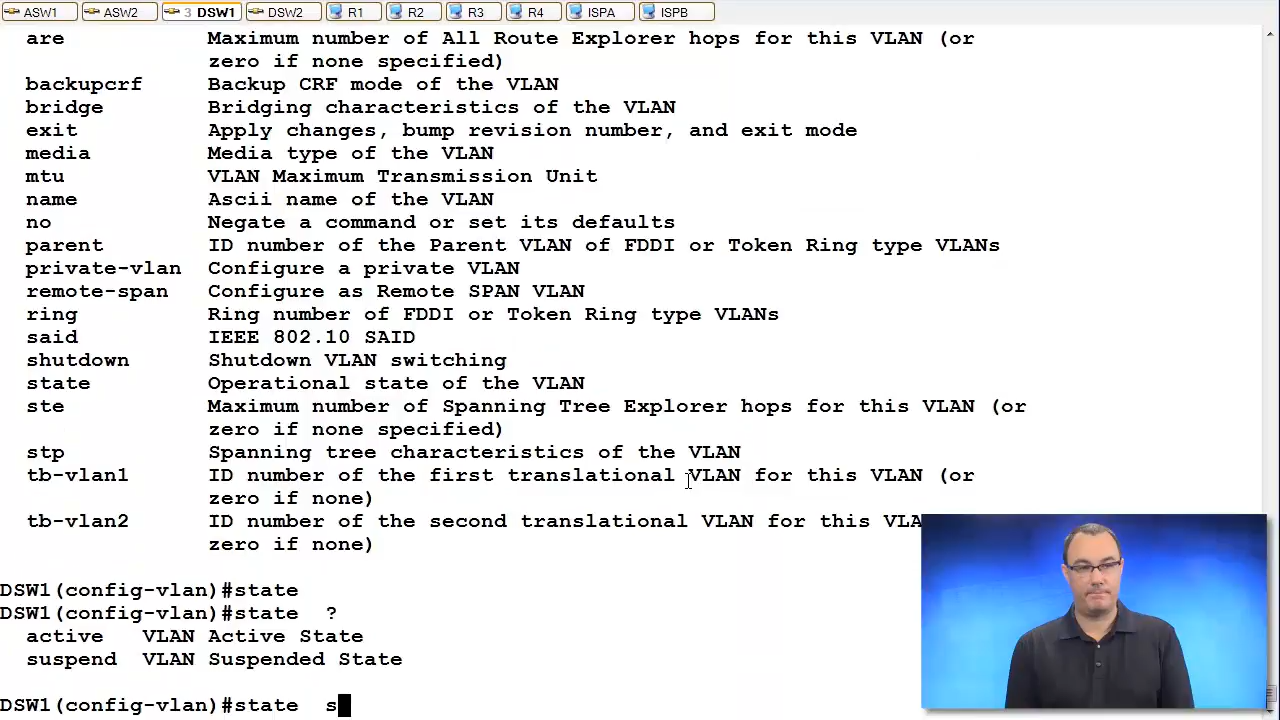 ASW1 ASW2 3 DSW1 DSW2 R1 R2 R3 R4 ISPA ISPB
are Maximum number of All Route Explorer hops for this VLAN (or
zero if none specified)
backupcrf Backup CRF mode of the VLAN
bridge Bridging characteristics of the VLAN
exit Apply changes, bump revision number, and exit mode
media Media type of the VLAN
mtu VLAN Maximum Transmission Unit
name Ascii name of the VLAN
no Negate a command or set its defaults
parent ID number of the Parent VLAN of FDDI or Token Ring type VLANs
private-vlan Configure a private VLAN
remote-span Configure as Remote SPAN VLAN
ring Ring number of FDDI or Token Ring type VLANs
said IEEE 802.10 SAID
shutdown Shutdown VLAN switching
state Operational state of the VLAN
ste Maximum number of Spanning Tree Explorer hops for this VLAN (or
zero if none specified)
stp Spanning tree characteristics of the VLAN
tb-vlan1 ID number of the first translational VLAN for this VLAN (or
zero if none)
tb-vlan2 ID number of the second translational VLAN for this VLA
zero if none)
DSW1(config-vlan)#state
DSW1(config-vlan)#state ?
active VLAN Active State
suspend VLAN Suspended State
DSW1(config-vlan)#state s